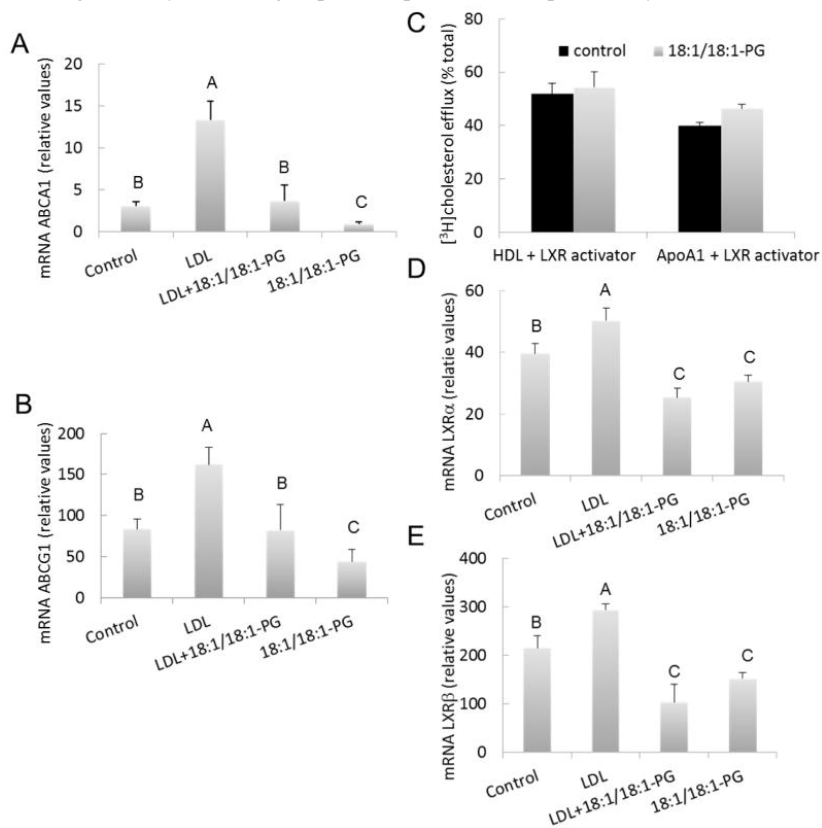 A
mRNA ABCA1 (relative values)
20
15
10
5
0
B
A
B
C
Control
LDL
LDL+18:1/18:1-PG
18:1/18:1-PG
B
mRNA ABCG1 (relative values)
200
150
100
50
0
B
A
B
C
Control
LDL
LDL+18:1/18:1-PG
18:1/18:1-PG
C
control
18:1/18:1-PG
[³H]cholesterol efflux (% total)
80
60
40
20
0
HDL + LXR activator
ApoA1 + LXR activator
D
mRNA LXRα (relatie values)
60
40
20
0
B
A
C
C
Control
LDL
LDL+18:1/18:1-PG
18:1/18:1-PG
E
mRNA LXRβ (relative values)
400
300
200
100
0
B
A
C
C
Control
LDL
LDL+18:1/18:1-PG
18:1/18:1-PG